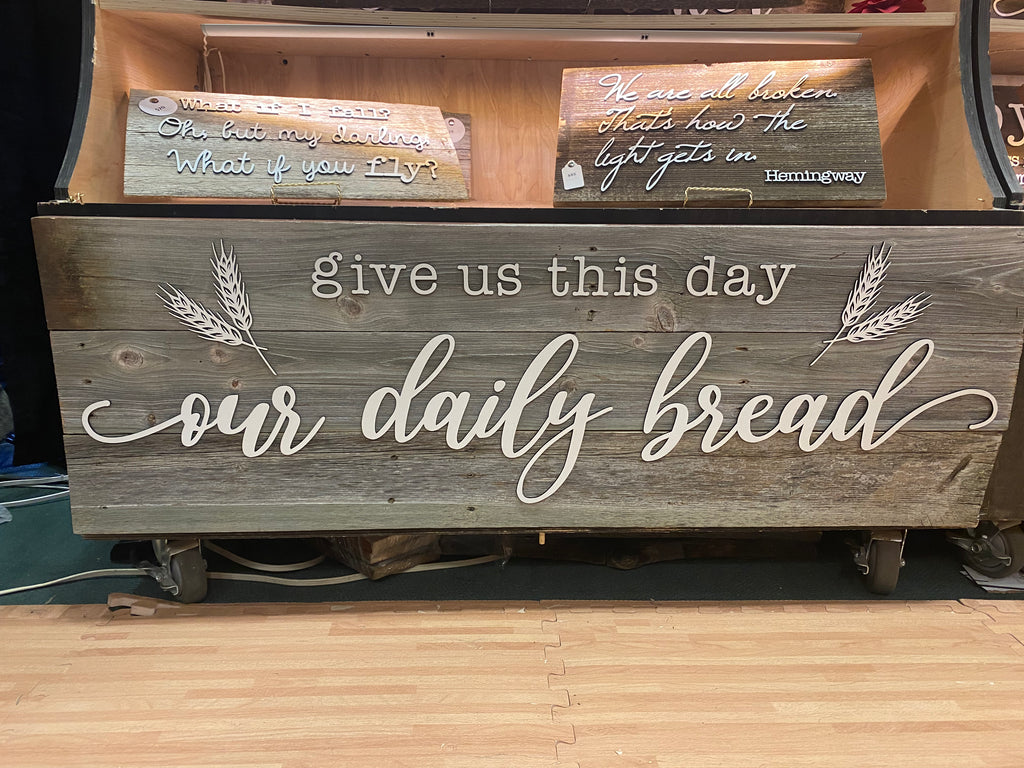 What if I fall?
Oh, but my darling,
What if you fly?
We are all broken.
That's how the
light gets in.
Hemingway
give us this day
our daily bread